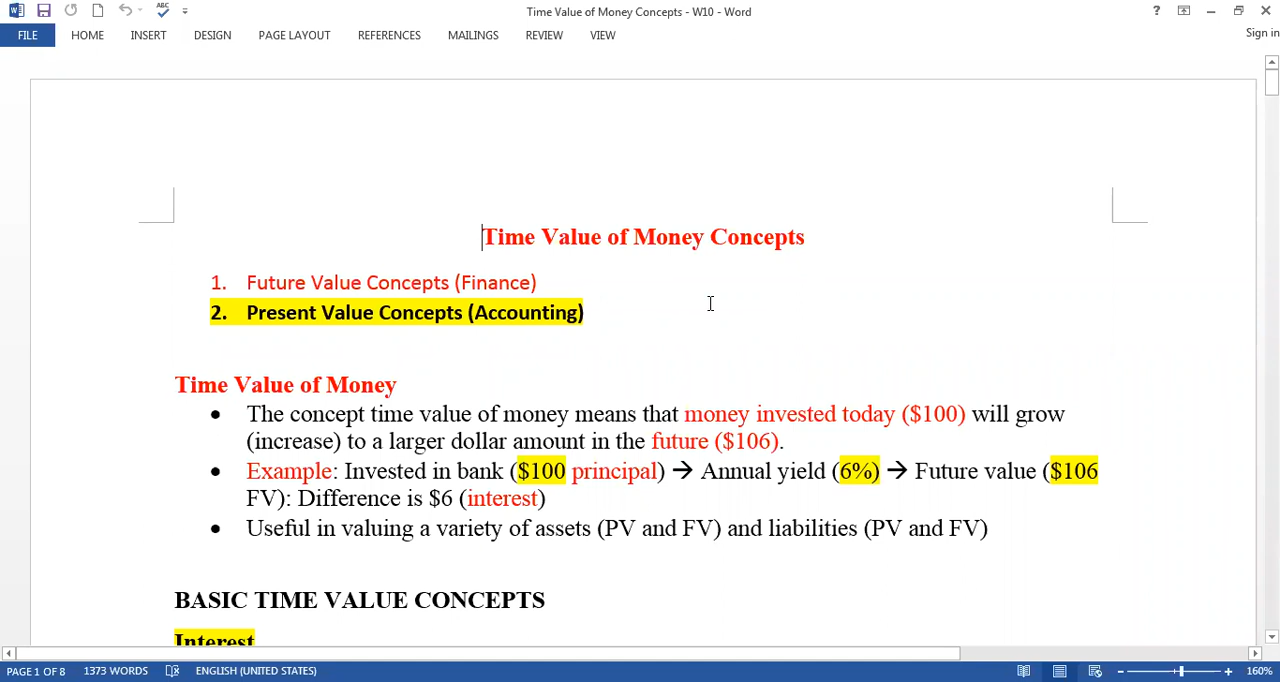 Time Value of Money Concepts - W10 - Word
FILE HOME INSERT DESIGN PAGE LAYOUT REFERENCES MAILINGS REVIEW VIEW Sign in
Time Value of Money Concepts
1. Future Value Concepts (Finance)
2. Present Value Concepts (Accounting)
Time Value of Money
• The concept time value of money means that money invested today ($100) will grow
(increase) to a larger dollar amount in the future ($106).
• Example: Invested in bank ($100 principal) → Annual yield (6%) → Future value ($106
FV): Difference is $6 (interest)
• Useful in valuing a variety of assets (PV and FV) and liabilities (PV and FV)
BASIC TIME VALUE CONCEPTS
Interest
PAGE 1 OF 8 1373 WORDS ENGLISH (UNITED STATES) 160%